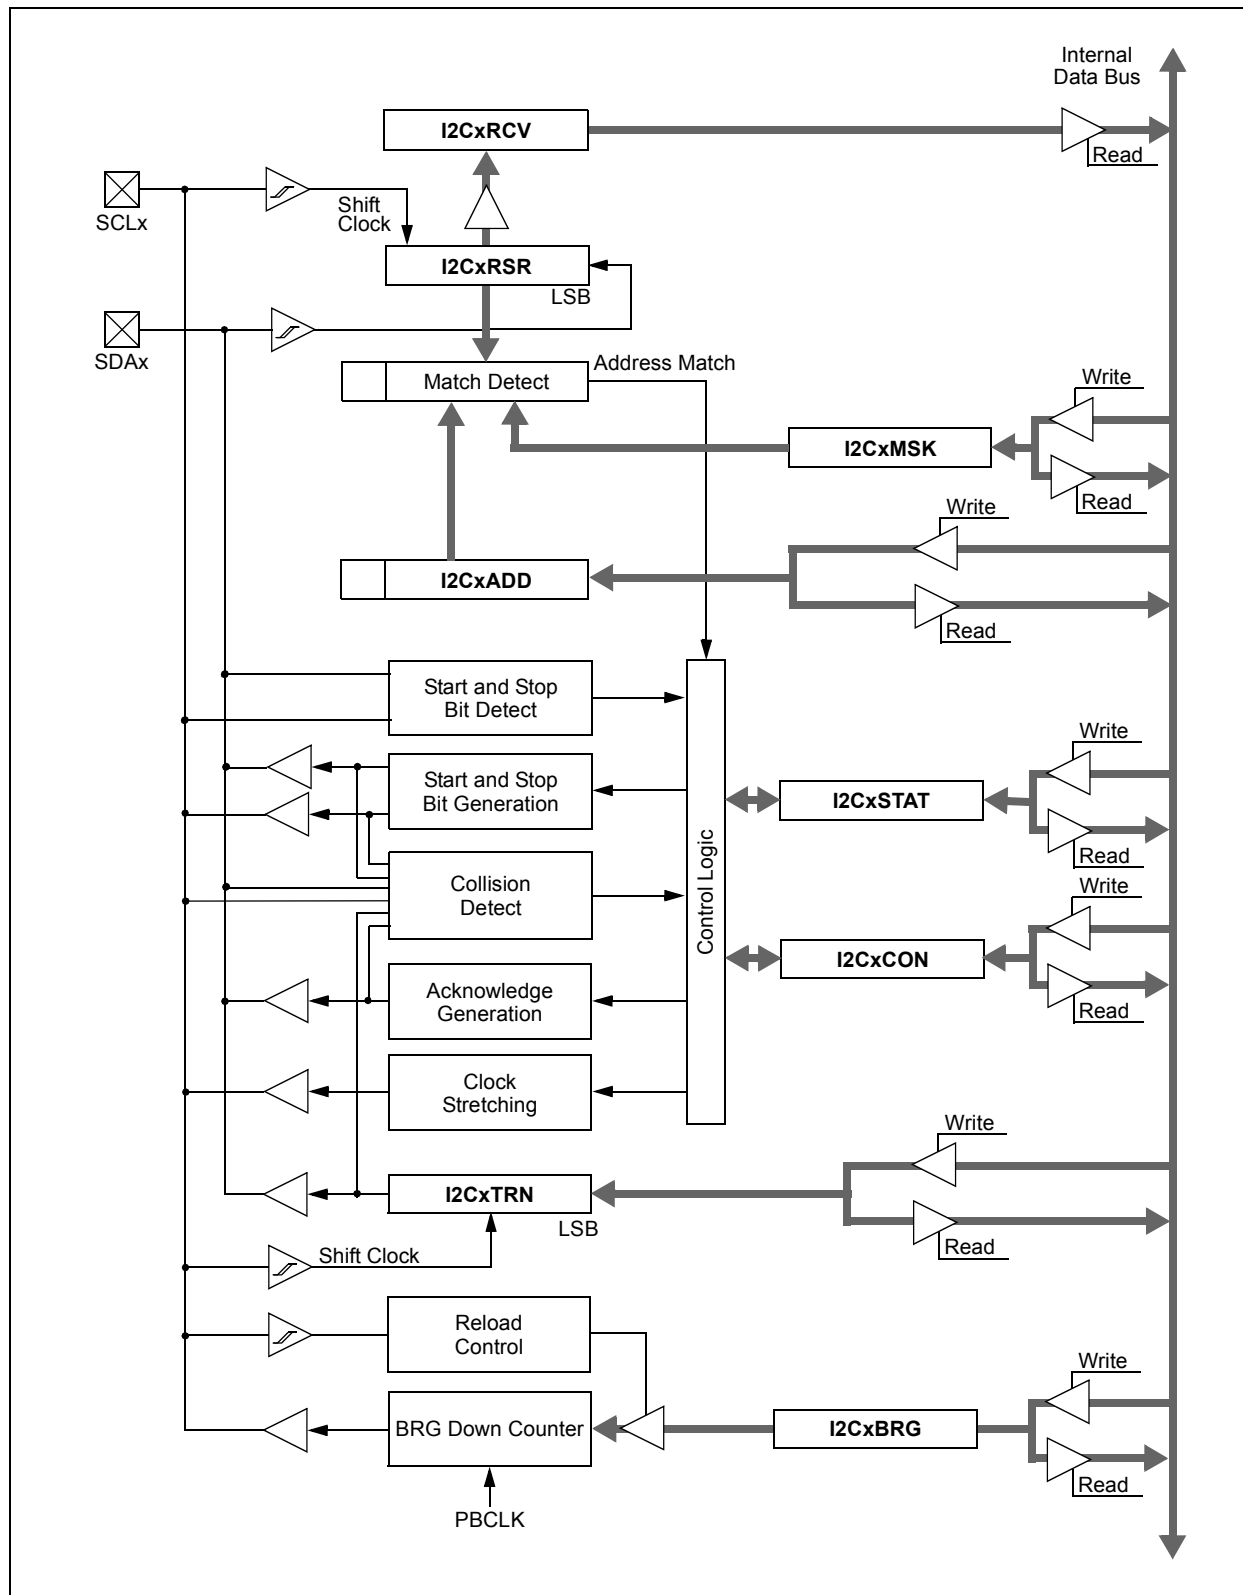 Internal
Data Bus
I2CxRCV
Read
SCLx
Shift
Clock
I2CxRSR
LSB
SDAx
Address Match
Match Detect
Write
I2CxMSK
Read
Write
I2CxADD
Read
Start and Stop
Bit Detect
Write
Start and Stop
Bit Generation
I2CxSTAT
Read
Control Logic
Collision
Detect
Write
I2CxCON
Read
Acknowledge
Generation
Clock
Stretching
Write
I2CxTRN
LSB
Read
Shift Clock
Reload
Control
Write
BRG Down Counter
I2CxBRG
Read
PBCLK